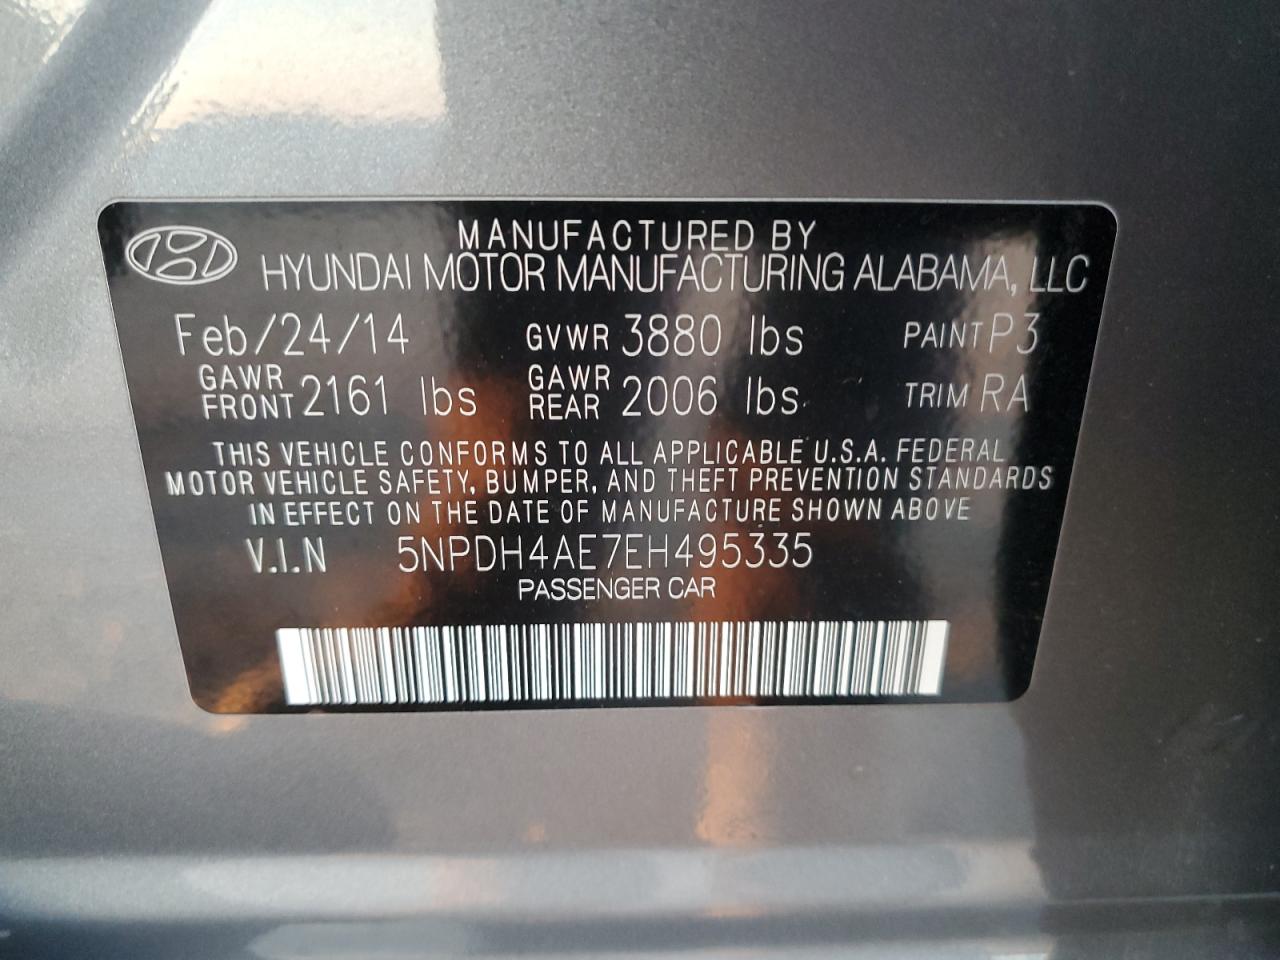 MANUFACTURED BY
HYUNDAI MOTOR MANUFACTURING ALABAMA, LLC
Feb/24/14 GVWR 3880 lbs PAINT P3
GAWR FRONT 2161 lbs GAWR REAR 2006 lbs TRIM RA
THIS VEHICLE CONFORMS TO ALL APPLICABLE U.S.A. FEDERAL
MOTOR VEHICLE SAFETY, BUMPER, AND THEFT PREVENTION STANDARDS
IN EFFECT ON THE DATE OF MANUFACTURE SHOWN ABOVE
V.I.N 5NPDH4AE7EH495335
PASSENGER CAR